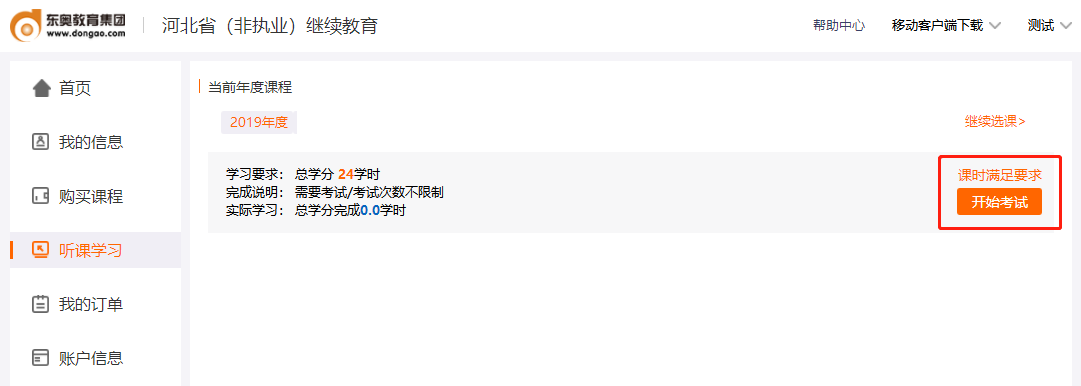 东奥教育集团
www.dongao.com
河北省（非执业）继续教育
帮助中心
移动客户端下载
测试
首页
我的信息
购买课程
听课学习
我的订单
账户信息
当前年度课程
2019年度
继续选课>
学习要求： 总学分 24学时
完成说明： 需要考试/考试次数不限制
实际学习： 总学分完成0.0学时
课时满足要求
开始考试